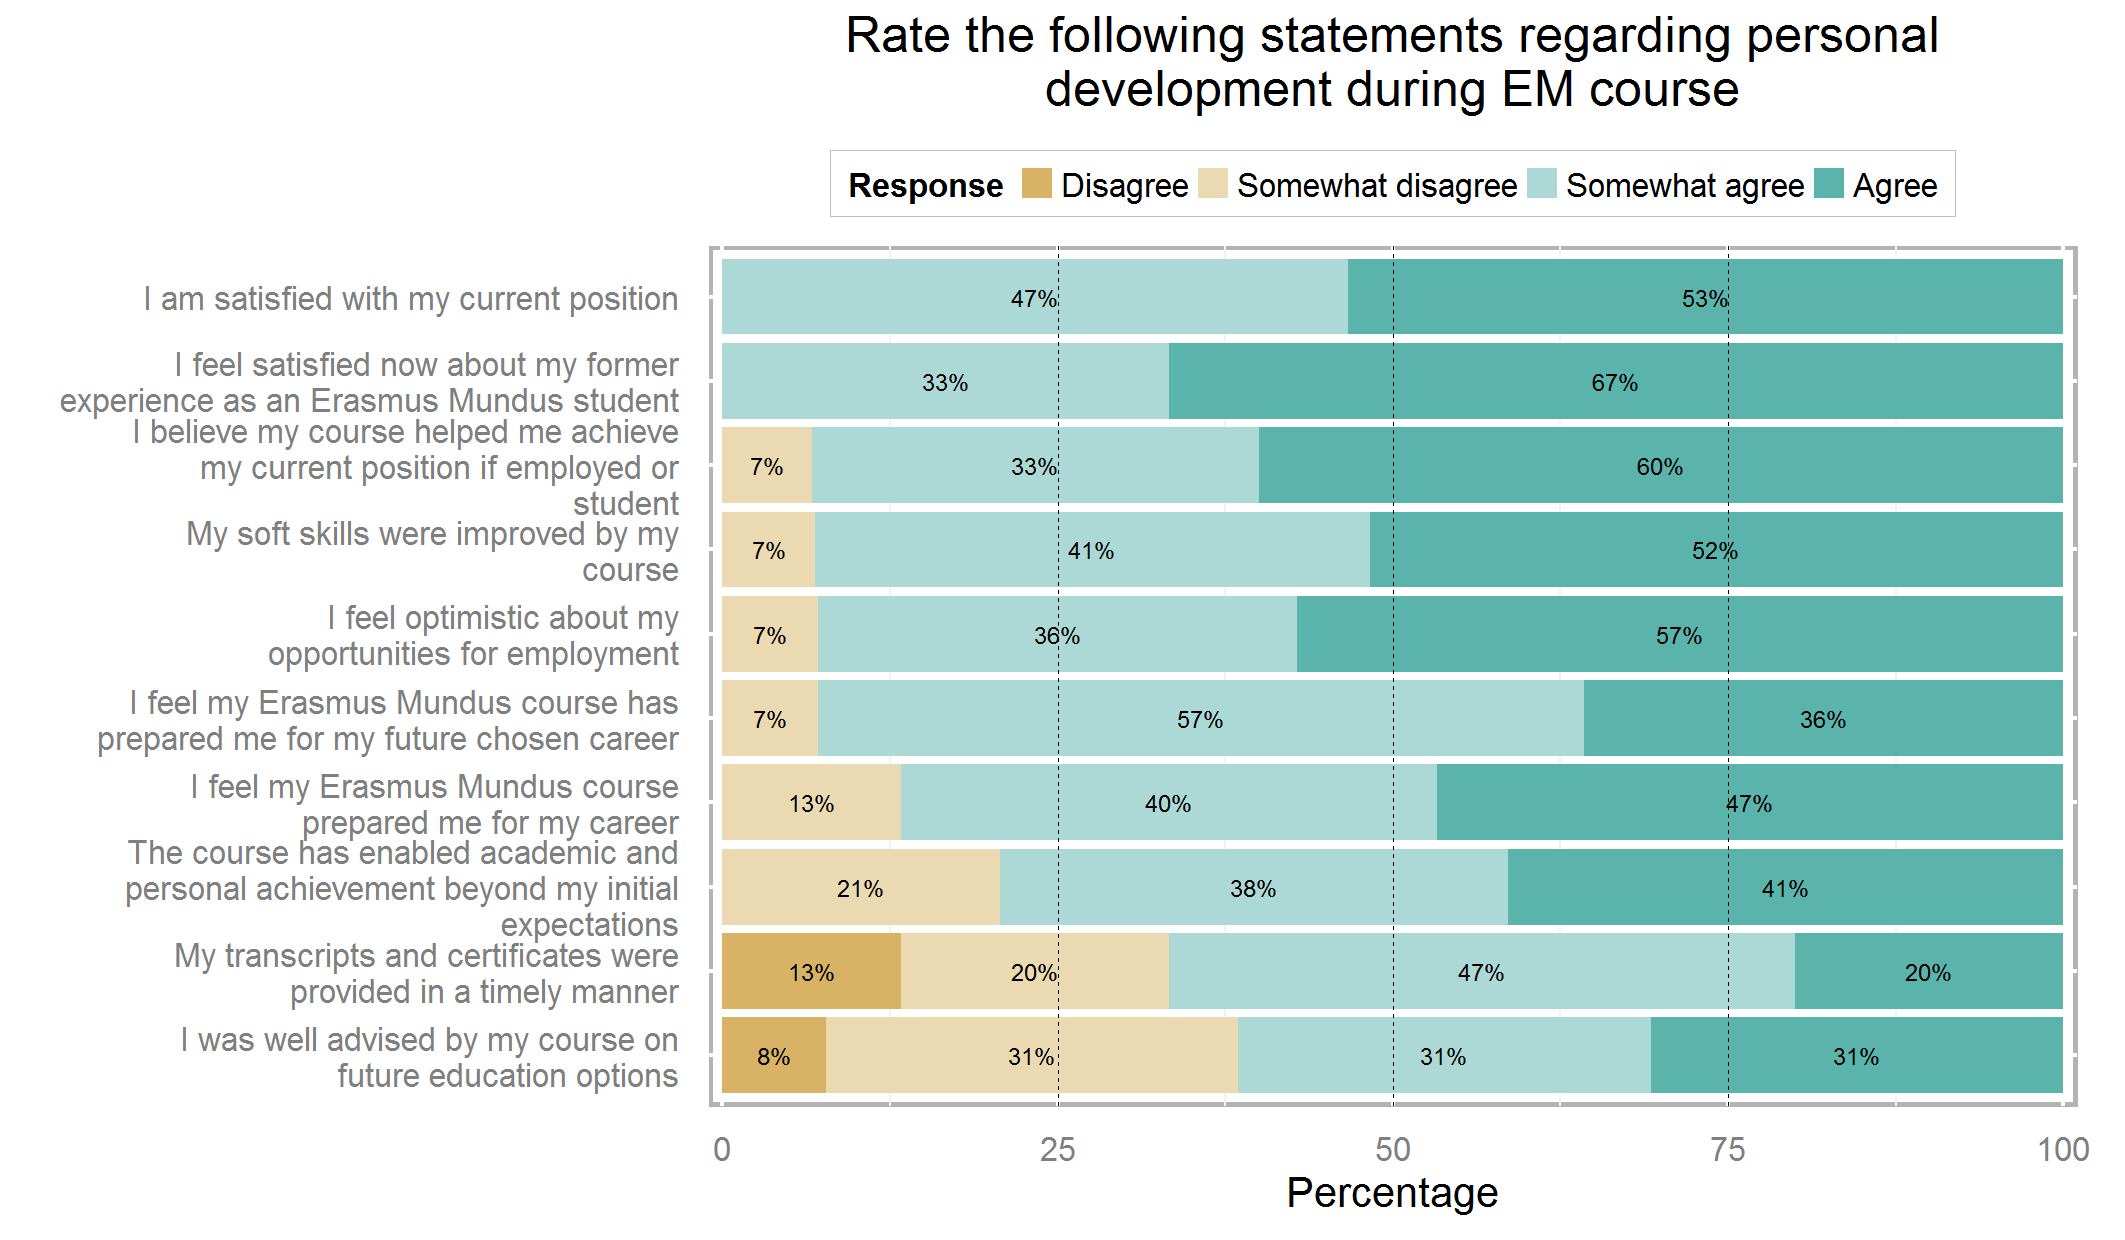 Rate the following statements regarding personal
development during EM course
Response Disagree Somewhat disagree Somewhat agree Agree
I am satisfied with my current position
47% 53%
I feel satisfied now about my former
experience as an Erasmus Mundus student
33% 67%
I believe my course helped me achieve
my current position if employed or
student
7% 33% 60%
My soft skills were improved by my
course
7% 41% 52%
I feel optimistic about my
opportunities for employment
7% 36% 57%
I feel my Erasmus Mundus course has
prepared me for my future chosen career
7% 57% 36%
I feel my Erasmus Mundus course
prepared me for my career
13% 40% 47%
The course has enabled academic and
personal achievement beyond my initial
expectations
21% 38% 41%
My transcripts and certificates were
provided in a timely manner
13% 20% 47% 20%
I was well advised by my course on
future education options
8% 31% 31% 31%
0 25 50 75 100
Percentage